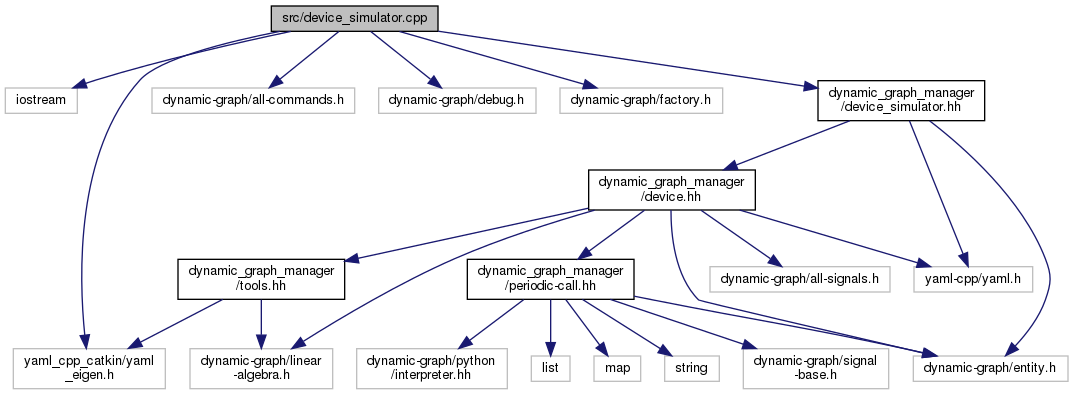 src/device_simulator.cpp
iostream
dynamic-graph/all-commands.h
dynamic-graph/debug.h
dynamic-graph/factory.h
dynamic_graph_manager
/device_simulator.hh
dynamic_graph_manager
/device.hh
dynamic_graph_manager
/tools.hh
dynamic_graph_manager
/periodic-call.hh
dynamic-graph/all-signals.h
yaml-cpp/yaml.h
yaml_cpp_catkin/yaml
_eigen.h
dynamic-graph/linear
-algebra.h
dynamic-graph/python
/interpreter.hh
list
map
string
dynamic-graph/signal
-base.h
dynamic-graph/entity.h